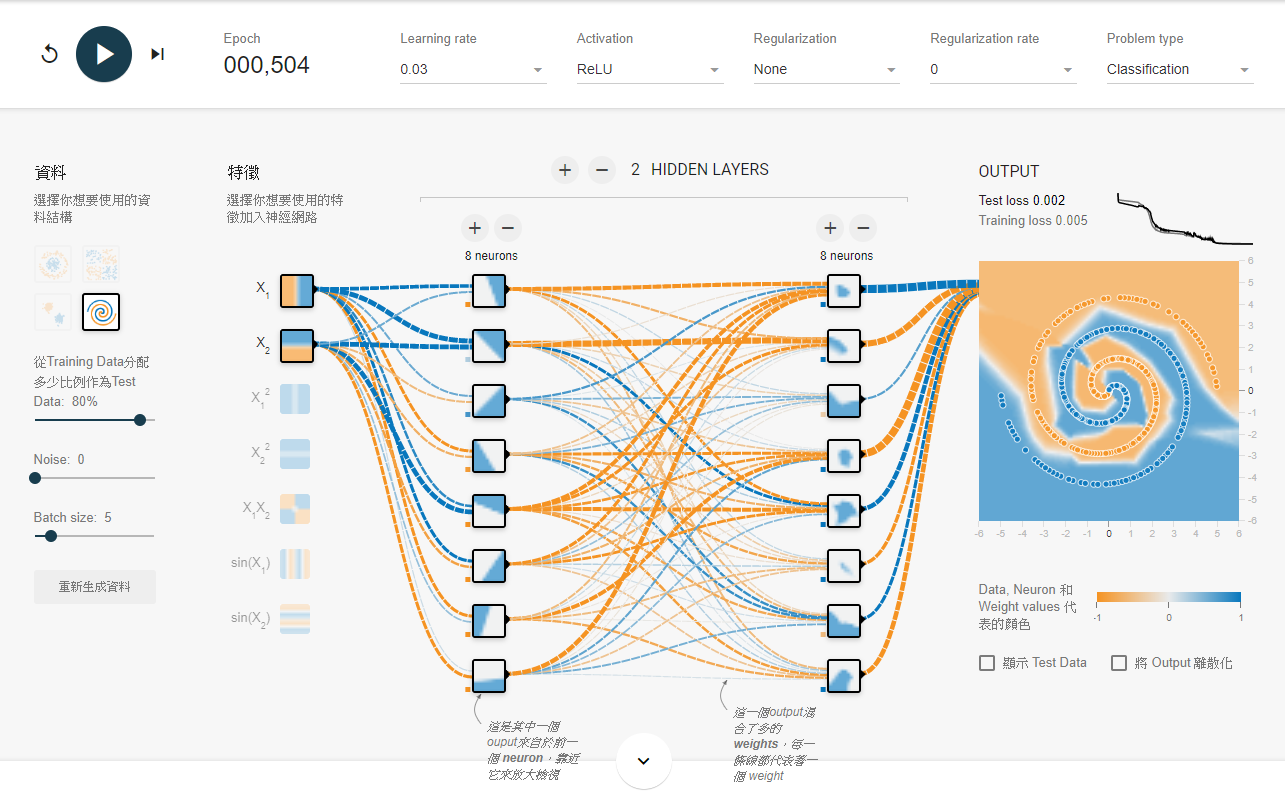 Epoch
000,504
Learning rate
0.03
Activation
ReLU
Regularization
None
Regularization rate
0
Problem type
Classification
資料
選擇你想要使用的資
料結構
從Training Data分配
多少比例作為Test
Data: 80%
Noise: 0
Batch size: 5
重新生成資料
特徵
選擇你想要使用的特
徵加入神經網路
X1
X2
X1²
X2²
X1X2
sin(X1)
sin(X2)
+ − 2 HIDDEN LAYERS
+ −
8 neurons
+ −
8 neurons
這是其中一個
ouput來自於前一
個 neuron，靠近
它來放大檢視
這一個output混
合了多的
weights，每一
條線都代表著一
個 weight
OUTPUT
Test loss 0.002
Training loss 0.005
6
5
4
3
2
1
0
-1
-2
-3
-4
-5
-6
-6 -5 -4 -3 -2 -1 0 1 2 3 4 5 6
Data, Neuron 和
Weight values 代
表的顏色
-1 0 1
顯示 Test Data
將 Output 離散化